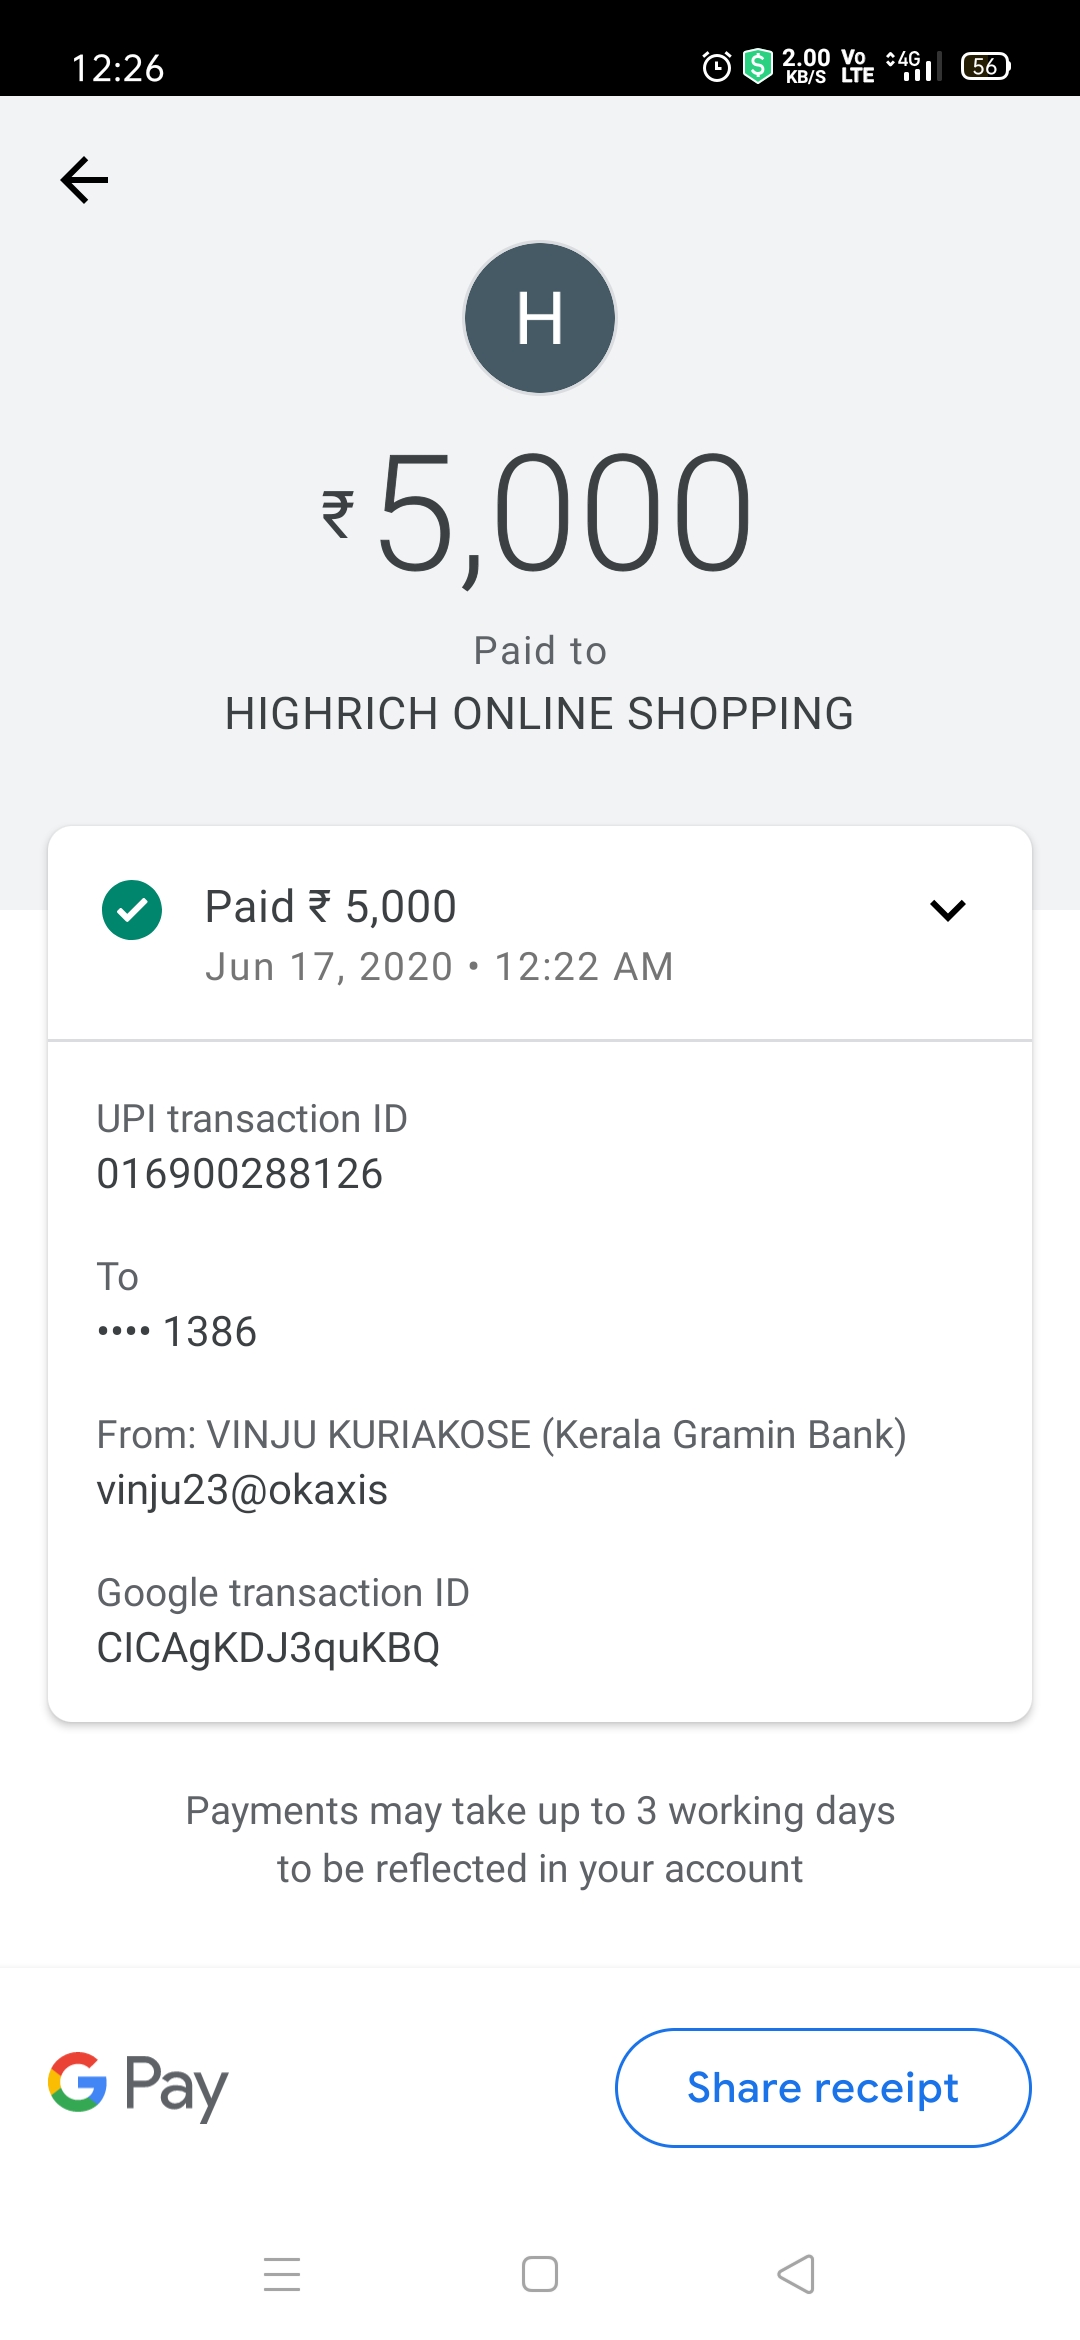 12:26
2.00 KB/S Vo LTE 4G 56
H
₹5,000
Paid to
HIGHRICH ONLINE SHOPPING
Paid ₹ 5,000
Jun 17, 2020 • 12:22 AM
UPI transaction ID
016900288126
To
•••• 1386
From: VINJU KURIAKOSE (Kerala Gramin Bank)
vinju23@okaxis
Google transaction ID
CICAgKDJ3quKBQ
Payments may take up to 3 working days
to be reflected in your account
G Pay
Share receipt